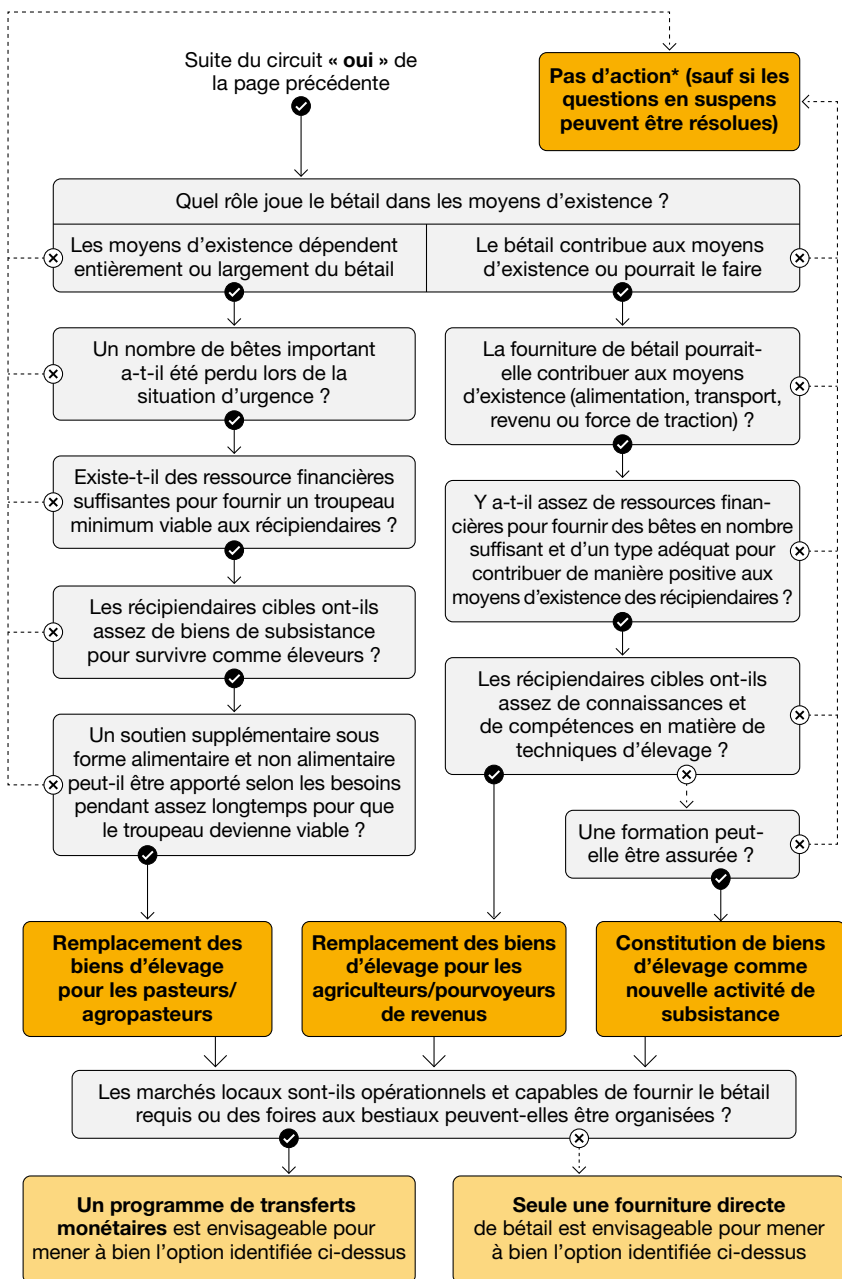 Suite du circuit « oui » de
la page précédente
Pas d'action* (sauf si les
questions en suspens
peuvent être résolues)
Quel rôle joue le bétail dans les moyens d'existence ?
Les moyens d'existence dépendent
entièrement ou largement du bétail
Le bétail contribue aux moyens
d'existence ou pourrait le faire
Un nombre de bêtes important
a-t-il été perdu lors de la
situation d'urgence ?
La fourniture de bétail pourrait-
elle contribuer aux moyens
d'existence (alimentation, transport,
revenu ou force de traction) ?
Existe-t-il des ressource financières
suffisantes pour fournir un troupeau
minimum viable aux récipiendaires ?
Y a-t-il assez de ressources finan-
cières pour fournir des bêtes en nombre
suffisant et d'un type adéquat pour
contribuer de manière positive aux
moyens d'existence des récipiendaires ?
Les récipiendaires cibles ont-ils
assez de biens de subsistance
pour survivre comme éleveurs ?
Les récipiendaires cibles ont-ils
assez de connaissances et
de compétences en matière de
techniques d'élevage ?
Un soutien supplémentaire sous
forme alimentaire et non alimentaire
peut-il être apporté selon les besoins
pendant assez longtemps pour que
le troupeau devienne viable ?
Une formation peut-
elle être assurée ?
Remplacement des
biens d'élevage
pour les pasteurs/
agropasteurs
Remplacement des biens
d'élevage pour les
agriculteurs/pourvoyeurs
de revenus
Constitution de biens
d'élevage comme
nouvelle activité de
subsistance
Les marchés locaux sont-ils opérationnels et capables de fournir le bétail
requis ou des foires aux bestiaux peuvent-elles être organisées ?
Un programme de transferts
monétaires est envisageable pour
mener à bien l'option identifiée ci-dessus
Seule une fourniture directe
de bétail est envisageable pour mener
à bien l'option identifiée ci-dessus